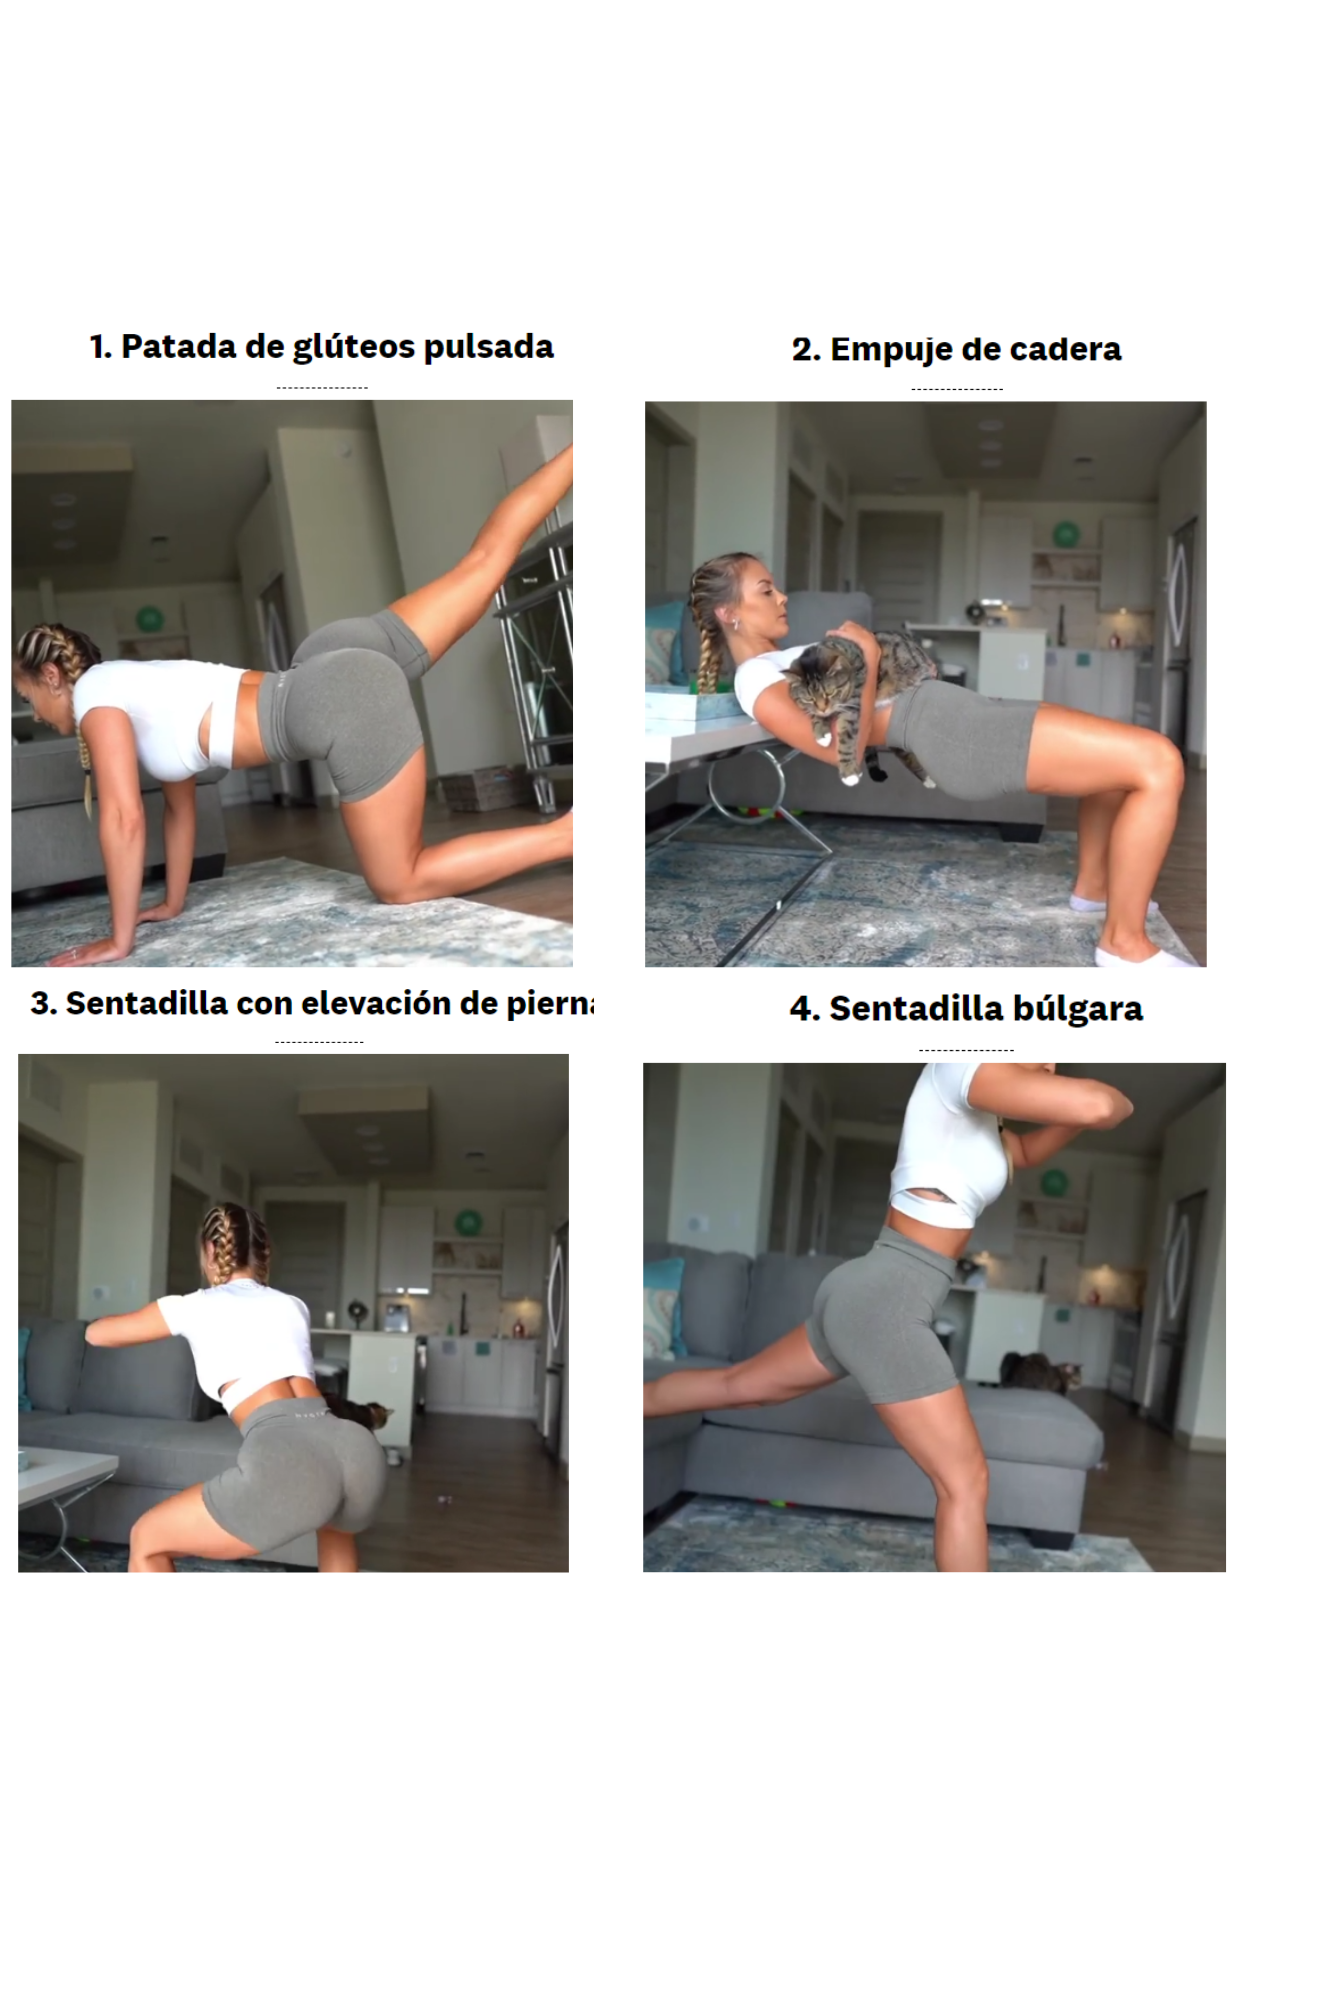 1. Patada de glúteos pulsada
2. Empuje de cadera
3. Sentadilla con elevación de pierna
4. Sentadilla búlgara